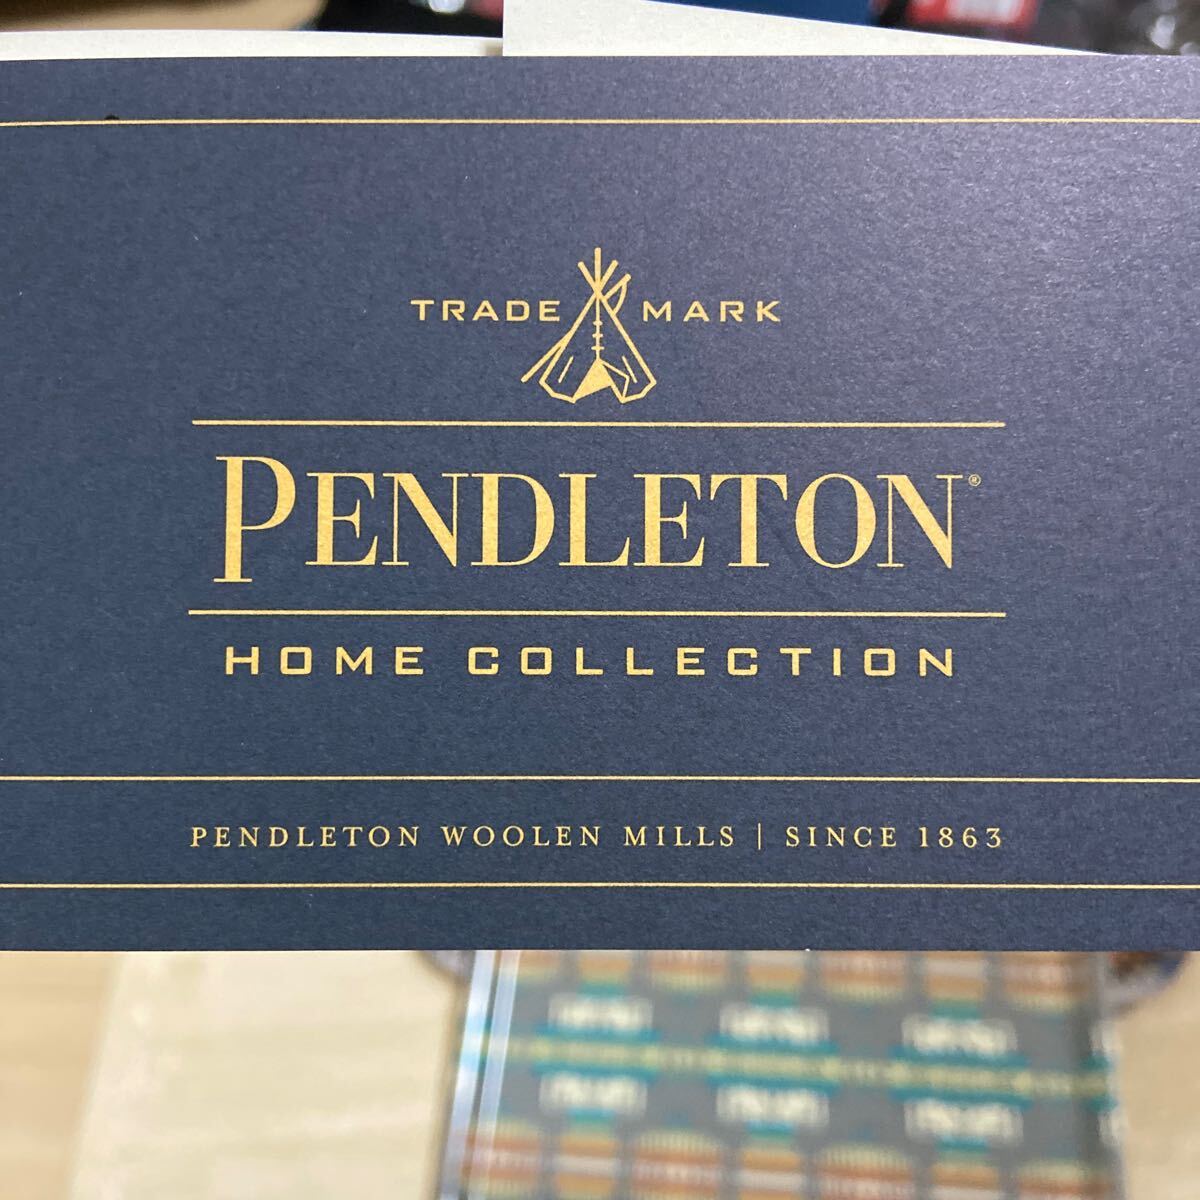 TRADE MARK
PENDLETON®
HOME COLLECTION
PENDLETON WOOLEN MILLS | SINCE 1863